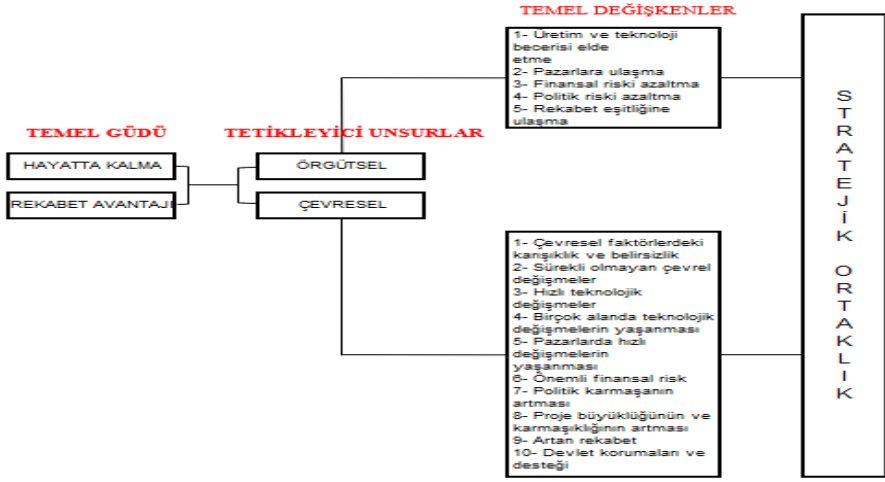 TEMEL DEĞİŞKENLER
1- Üretim ve teknoloji
becerisi elde
etme
2- Pazarlara ulaşma
3- Finansal riski azaltma
4- Politik riski azaltma
5- Rekabet eşitliğine
ulaşma
TEMEL GÜDÜ
TETİKLEYİCİ UNSURLAR
HAYATTA KALMA
ÖRGÜTSEL
REKABET AVANTAJI
ÇEVRESEL
1- Çevresel faktörlerdeki
karışıklık ve belirsizlik
2- Sürekli olmayan çevrel
değişmeler
3- Hızlı teknolojik
değişmeler
4- Birçok alanda teknolojik
değişmelerin yaşanması
5- Pazarlarda hızlı
değişmelerin
yaşanması
6- Önemli finansal risk
7- Politik karmaşanın
artması
8- Proje büyüklüğünün ve
karmaşıklığının artması
9- Artan rekabet
10- Devlet korumaları ve
desteği
STRATEJİK ORTAKLIK